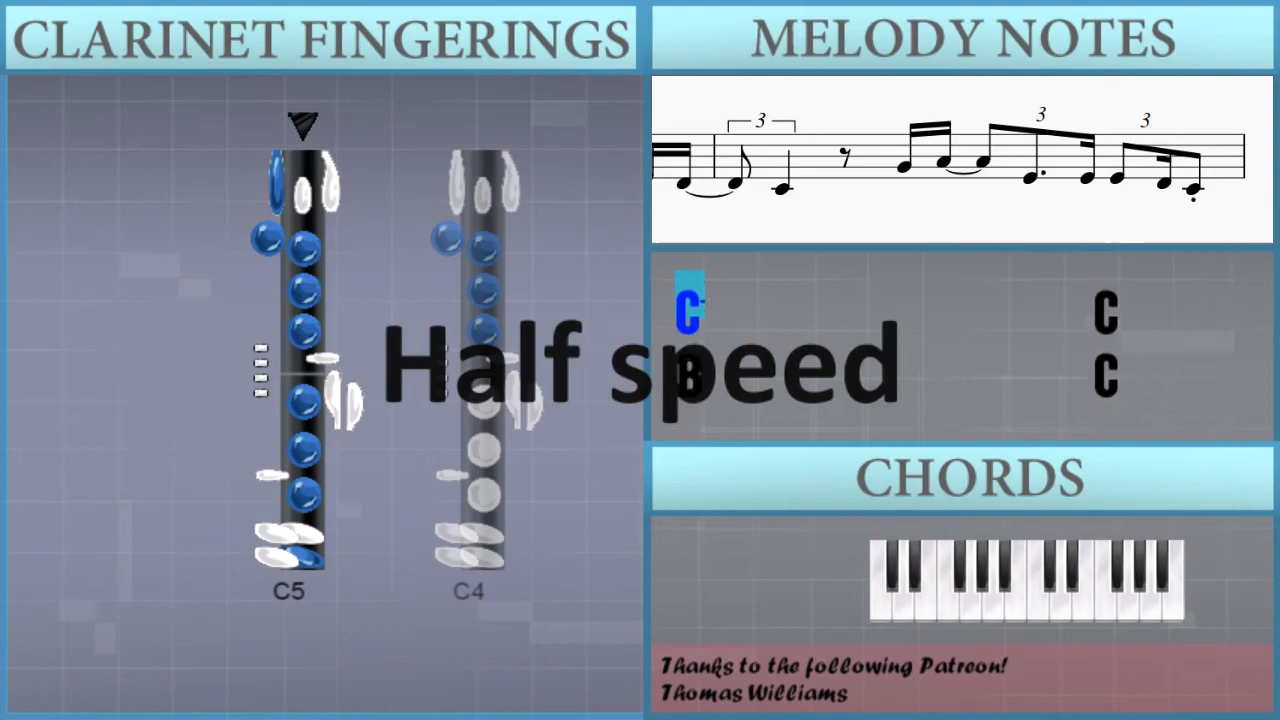 CLARINET FINGERINGS
MELODY NOTES
3
3
3
C
C
Half speed
B
C
C5
C4
CHORDS
Thanks to the following Patreon!
Thomas Williams